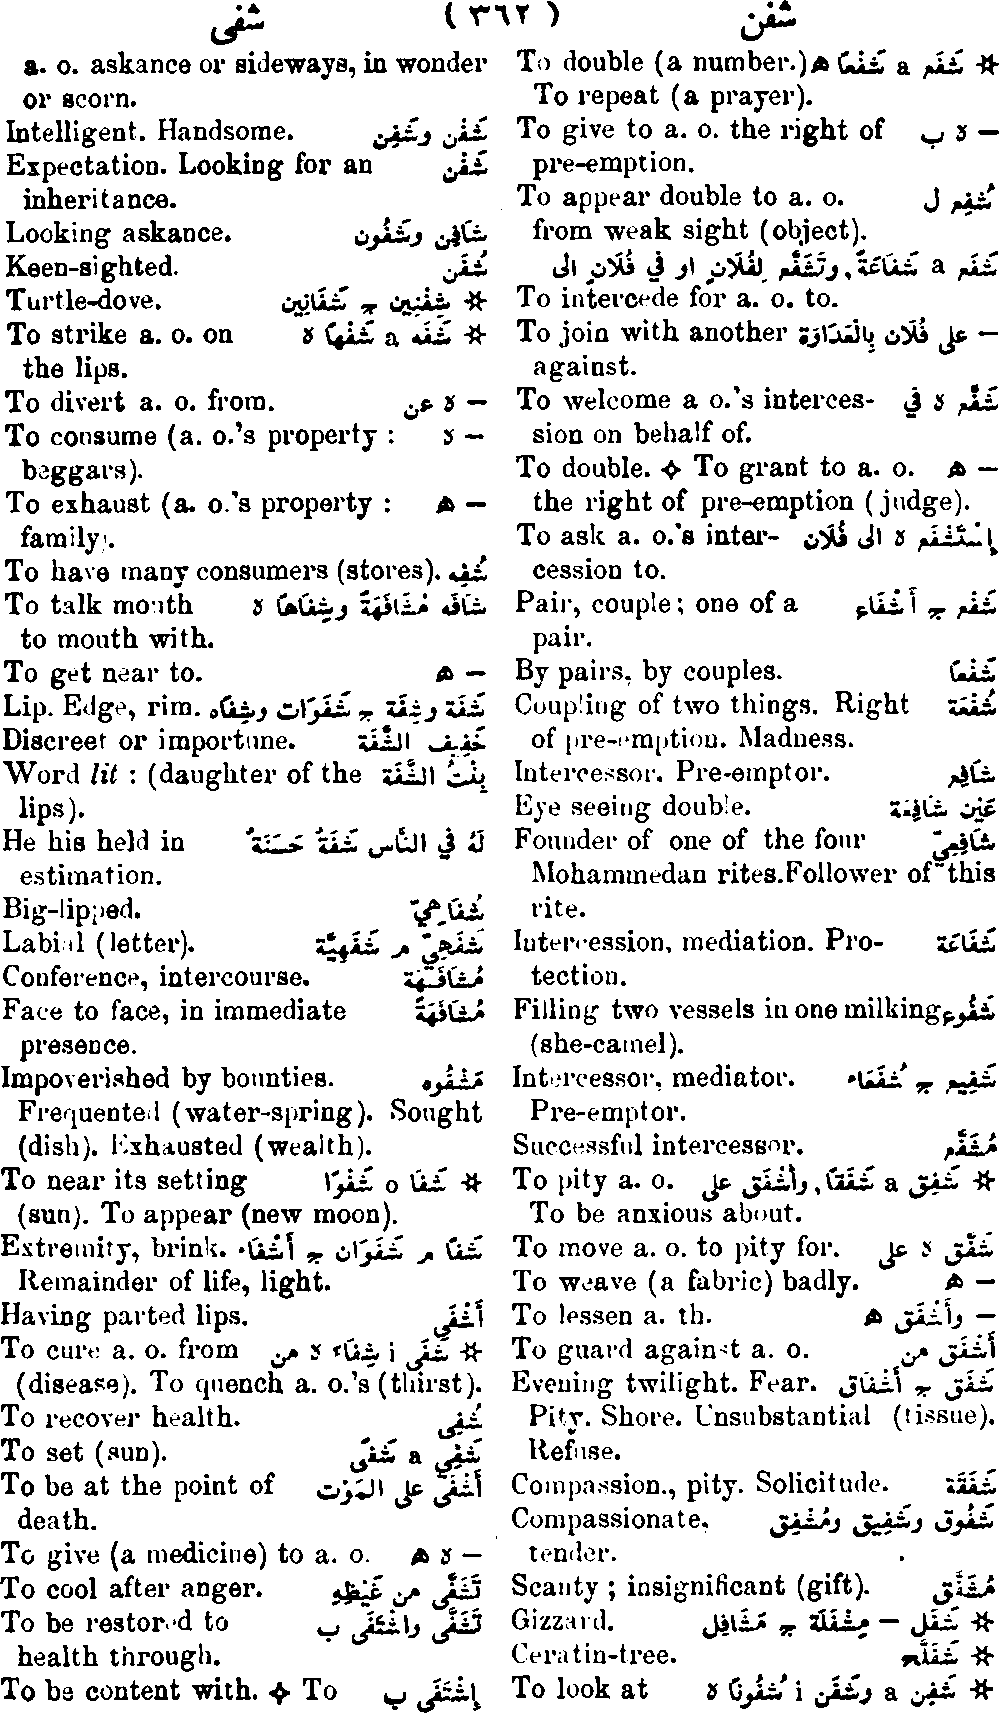 شفن ( ٣٦٢ ) شفى
To double (a number.) ✲ شَفَع a شَفْعًا ه
To repeat (a prayer).
To give to a. o. the right of — ه ب
pre-emption.
To appear double to a. o. شُفِع ل
from weak sight (object).
شَفَع a شَفَاعَةً, وتَشَفَّع لِفُلَانٍ او في فُلَانٍ الى
To intercede for a. o. to.
To join with another — على فُلَان بِالْعَدَاوَة
against.
To welcome a o.'s interces- شَفَّع ه في
sion on behalf of.
To double. ✧ To grant to a. o. — ه
the right of pre-emption (judge).
To ask a. o.'s inter- إِسْتَشْفَع ه الى فُلَان
cession to.
Pair, couple; one of a شَفْع ج أَشْفَاع
pair.
By pairs, by couples. شَفْعًا
Coupling of two things. Right شُفْعَة
of pre-emption. Madness.
Intercessor. Pre-emptor. شَافِع
Eye seeing double. عَيْن شَافِعَة
Founder of one of the four شَافِعِيّ
Mohammedan rites.Follower of this
rite.
Intercession, mediation. Pro- شَفَاعَة
tection.
Filling two vessels in one milking شَفُوع
(she-camel).
Intercessor, mediator. شَفِيع ج شُفَعَاء
Pre-emptor.
Successful intercessor. مُشَفَّع
To pity a. o. ✲ شَفِق a شَفَقًا, وأَشْفَق على
To be anxious about.
To move a. o. to pity for. شَفَّق ه على
To weave (a fabric) badly. — ه
To lessen a. th. — وأَشْفَق ه
To guard against a. o. أَشْفَق من
Evening twilight. Fear. شَفَق ج أَشْفَاق
Pity. Shore. Unsubstantial (tissue).
Refuse.
Compassion., pity. Solicitude. شَفَقَة
Compassionate, شَفُوق وشَفِيق ومُشْفِق
tender.
Scanty ; insignificant (gift). مُشَفَّق
Gizzard. ✲ شَفَل — مِشْفَلَة ج مَشَافِل
Ceratin-tree. ✲ شَفَلَّح
To look at ✲ شَفِن a وشَفَن i شُفُونًا ه
a. o. askance or sideways, in wonder
or scorn.
Intelligent. Handsome. شَفْن وشَفِن
Expectation. Looking for an شَفْن
inheritance.
Looking askance. شَافِن وشَفُون
Keen-sighted. شُفَن
Turtle-dove. ✲ شِفْنِين ج شَفَانِين
To strike a. o. on ✲ شَفَه a شَفْهًا ه
the lips.
To divert a. o. from. — ه عن
To consume (a. o.'s property : — ه
beggars).
To exhaust (a. o.'s property : — ه
family).
To have many consumers (stores). شُفِه
To talk mouth شَافَه مُشَافَهَةً وشِفَاهًا ه
to mouth with.
To get near to. — ه
Lip. Edge, rim. شَفَة وشِفَة ج شَفَوَات وشِفَاه
Discreet or importune. خَفِيف الشَّفَة
Word lit : (daughter of the بِنْتُ الشَّفَة
lips).
He his held in لَهُ في النَّاس شَفَةٌ حَسَنَةٌ
estimation.
Big-lipped. شُفَاهِيّ
Labial (letter). شَفَهِيّ م شَفَهِيَّة
Conference, intercourse. مُشَافَهَة
Face to face, in immediate مُشَافَهَةً
presence.
Impoverished by bounties. مَشْفُوه
Frequented (water-spring). Sought
(dish). Exhausted (wealth).
To near its setting ✲ شَفَا o شَفْوًا
(sun). To appear (new moon).
Extremity, brink. شَفًا م شَفَوَان ج أَشْفَاء
Remainder of life, light.
Having parted lips. أَشْفَى
To cure a. o. from ✲ شَفَى i شِفَاء ه من
(disease). To quench a. o.'s (thirst).
To recover health. شُفِي
To set (sun). شَفِي a شَفًى
To be at the point of أَشْفَى على المَوْت
death.
To give (a medicine) to a. o. — ه ه
To cool after anger. تَشَفَّى من غَيْظِهِ
To be restored to تَشَفَّى واشْتَفَى ب
health through.
To be content with. ✧ To إِشْتَفَى ب